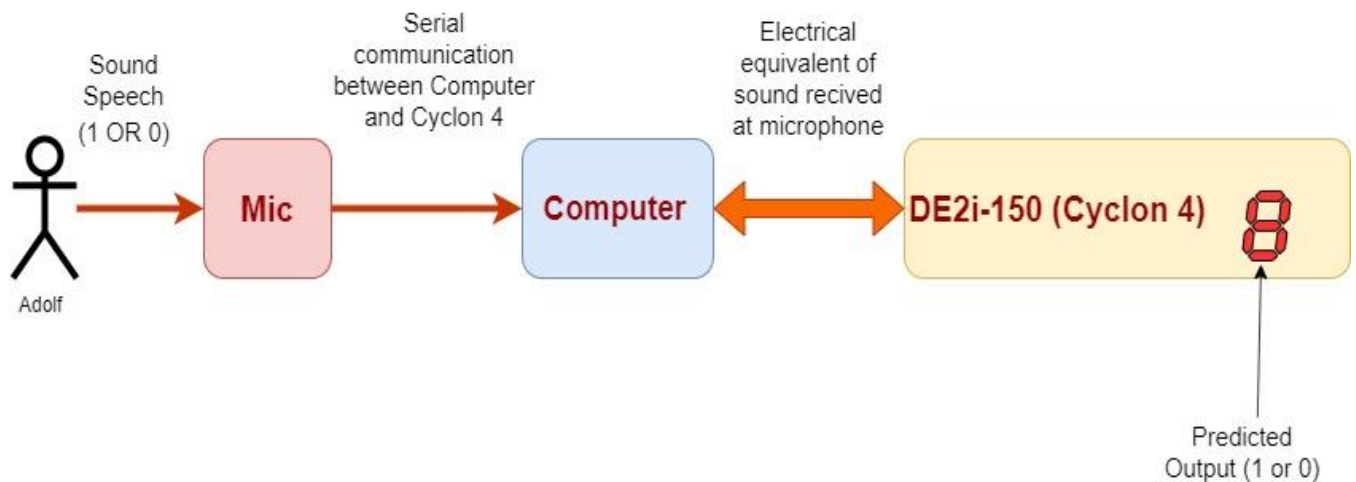 Sound
Speech
(1 OR 0)
Serial
communication
between Computer
and Cyclon 4
Electrical
equivalent of
sound recived
at microphone
Adolf
Mic
Computer
DE2i-150 (Cyclon 4)
8
Predicted
Output (1 or 0)